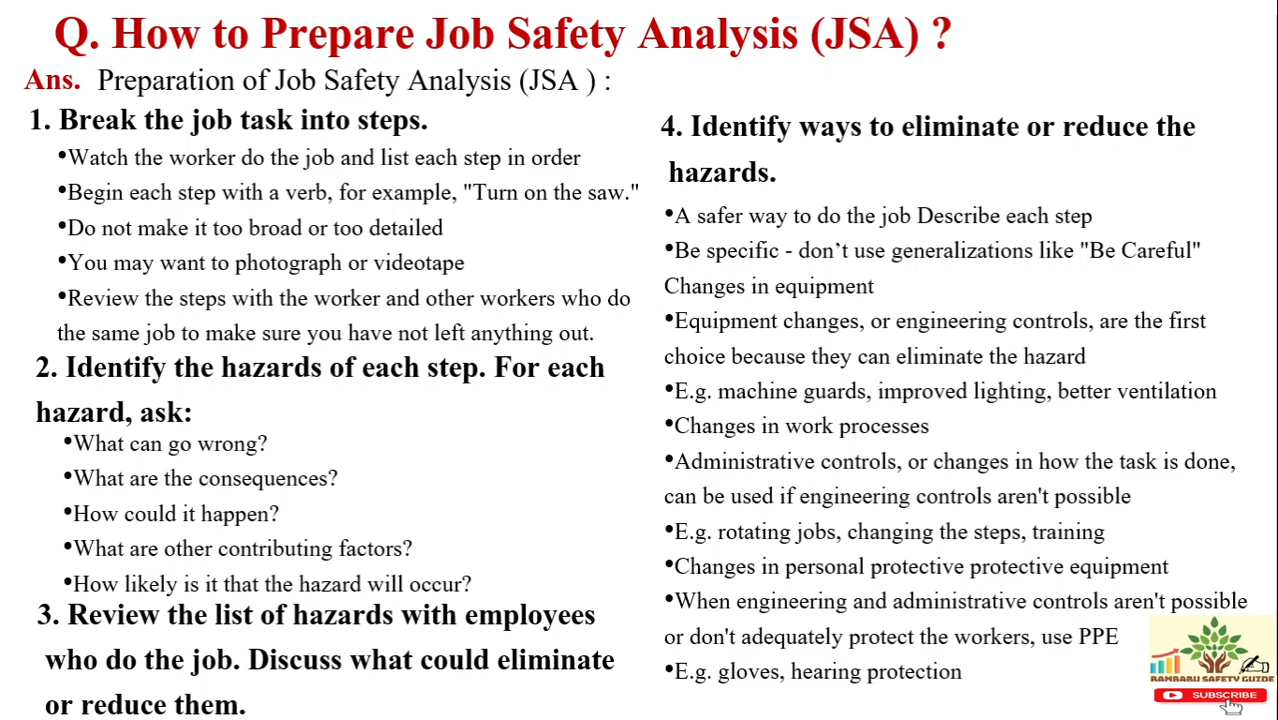 Q. How to Prepare Job Safety Analysis (JSA) ?
Ans. Preparation of Job Safety Analysis (JSA ) :
1. Break the job task into steps.
•Watch the worker do the job and list each step in order
•Begin each step with a verb, for example, "Turn on the saw."
•Do not make it too broad or too detailed
•You may want to photograph or videotape
•Review the steps with the worker and other workers who do
the same job to make sure you have not left anything out.
2. Identify the hazards of each step. For each
hazard, ask:
•What can go wrong?
•What are the consequences?
•How could it happen?
•What are other contributing factors?
•How likely is it that the hazard will occur?
3. Review the list of hazards with employees
who do the job. Discuss what could eliminate
or reduce them.
4. Identify ways to eliminate or reduce the
hazards.
•A safer way to do the job Describe each step
•Be specific - don’t use generalizations like "Be Careful"
Changes in equipment
•Equipment changes, or engineering controls, are the first
choice because they can eliminate the hazard
•E.g. machine guards, improved lighting, better ventilation
•Changes in work processes
•Administrative controls, or changes in how the task is done,
can be used if engineering controls aren't possible
•E.g. rotating jobs, changing the steps, training
•Changes in personal protective protective equipment
•When engineering and administrative controls aren't possible
or don't adequately protect the workers, use PPE
•E.g. gloves, hearing protection
RAMBABU SAFETY GUIDE
SUBSCRIBE